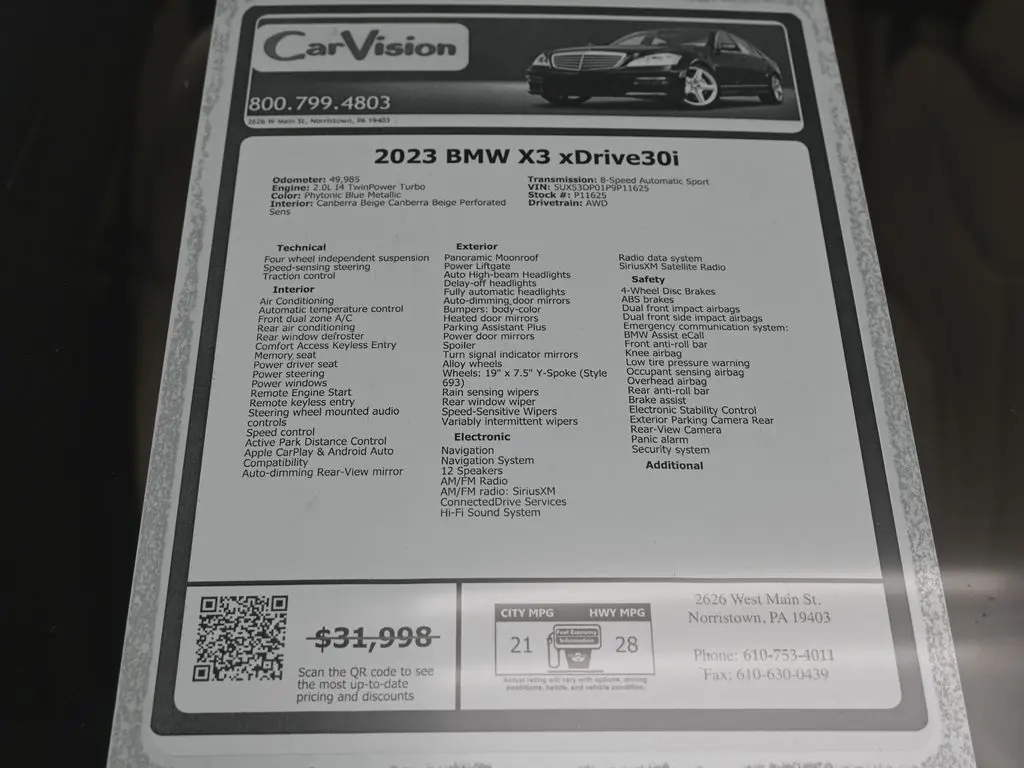 CarVision
800.799.4803
2626 W Main St, Norristown, PA 19403
2023 BMW X3 xDrive30i
Odometer: 49,985
Engine: 2.0L I4 TwinPower Turbo
Color: Phytonic Blue Metallic
Interior: Canberra Beige Canberra Beige Perforated
Sens
Transmission: 8-Speed Automatic Sport
VIN: 5UX53DP01P9P11625
Stock #: P11625
Drivetrain: AWD
Technical
Four wheel independent suspension
Speed-sensing steering
Traction control
Interior
Air Conditioning
Automatic temperature control
Front dual zone A/C
Rear air conditioning
Rear window defroster
Comfort Access Keyless Entry
Memory seat
Power driver seat
Power steering
Power windows
Remote Engine Start
Remote keyless entry
Steering wheel mounted audio
controls
Speed control
Active Park Distance Control
Apple CarPlay & Android Auto
Compatibility
Auto-dimming Rear-View mirror
Exterior
Panoramic Moonroof
Power Liftgate
Auto High-beam Headlights
Delay-off headlights
Fully automatic headlights
Auto-dimming door mirrors
Bumpers: body-color
Heated door mirrors
Parking Assistant Plus
Power door mirrors
Spoiler
Turn signal indicator mirrors
Alloy wheels
Wheels: 19" x 7.5" Y-Spoke (Style
693)
Rain sensing wipers
Rear window wiper
Speed-Sensitive Wipers
Variably intermittent wipers
Electronic
Navigation
Navigation System
12 Speakers
AM/FM Radio
AM/FM radio: SiriusXM
ConnectedDrive Services
Hi-Fi Sound System
Radio data system
SiriusXM Satellite Radio
Safety
4-Wheel Disc Brakes
ABS brakes
Dual front impact airbags
Dual front side impact airbags
Emergency communication system:
BMW Assist eCall
Front anti-roll bar
Knee airbag
Low tire pressure warning
Occupant sensing airbag
Overhead airbag
Rear anti-roll bar
Brake assist
Electronic Stability Control
Exterior Parking Camera Rear
Rear-View Camera
Panic alarm
Security system
Additional
$31,998
Scan the QR code to see
the most up-to-date
pricing and discounts
CITY MPG
HWY MPG
21
Fuel Economy
Information
28
Actual rating will vary with options, driving
conditions, habits, and vehicle condition.
2626 West Main St.
Norristown, PA 19403
Phone: 610-753-4011
Fax: 610-630-0439